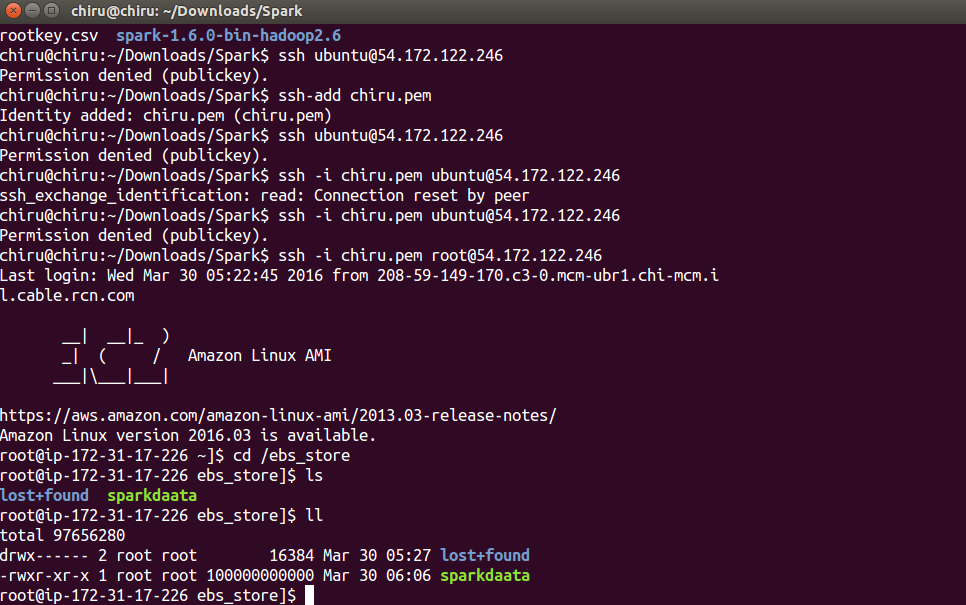 chiru@chiru: ~/Downloads/Spark
rootkey.csv  spark-1.6.0-bin-hadoop2.6
chiru@chiru:~/Downloads/Spark$ ssh ubuntu@54.172.122.246
Permission denied (publickey).
chiru@chiru:~/Downloads/Spark$ ssh-add chiru.pem
Identity added: chiru.pem (chiru.pem)
chiru@chiru:~/Downloads/Spark$ ssh ubuntu@54.172.122.246
Permission denied (publickey).
chiru@chiru:~/Downloads/Spark$ ssh -i chiru.pem ubuntu@54.172.122.246
ssh_exchange_identification: read: Connection reset by peer
chiru@chiru:~/Downloads/Spark$ ssh -i chiru.pem ubuntu@54.172.122.246
Permission denied (publickey).
chiru@chiru:~/Downloads/Spark$ ssh -i chiru.pem root@54.172.122.246
Last login: Wed Mar 30 05:22:45 2016 from 208-59-149-170.c3-0.mcm-ubr1.chi-mcm.i
l.cable.rcn.com
       __|  __|_  )
       _|  (     /   Amazon Linux AMI
      ___|\___|___|
https://aws.amazon.com/amazon-linux-ami/2013.03-release-notes/
Amazon Linux version 2016.03 is available.
root@ip-172-31-17-226 ~]$ cd /ebs_store
root@ip-172-31-17-226 ebs_store]$ ls
lost+found  sparkdaata
root@ip-172-31-17-226 ebs_store]$ ll
total 97656280
drwx------ 2 root root        16384 Mar 30 05:27 lost+found
-rwxr-xr-x 1 root root 100000000000 Mar 30 06:06 sparkdaata
root@ip-172-31-17-226 ebs_store]$